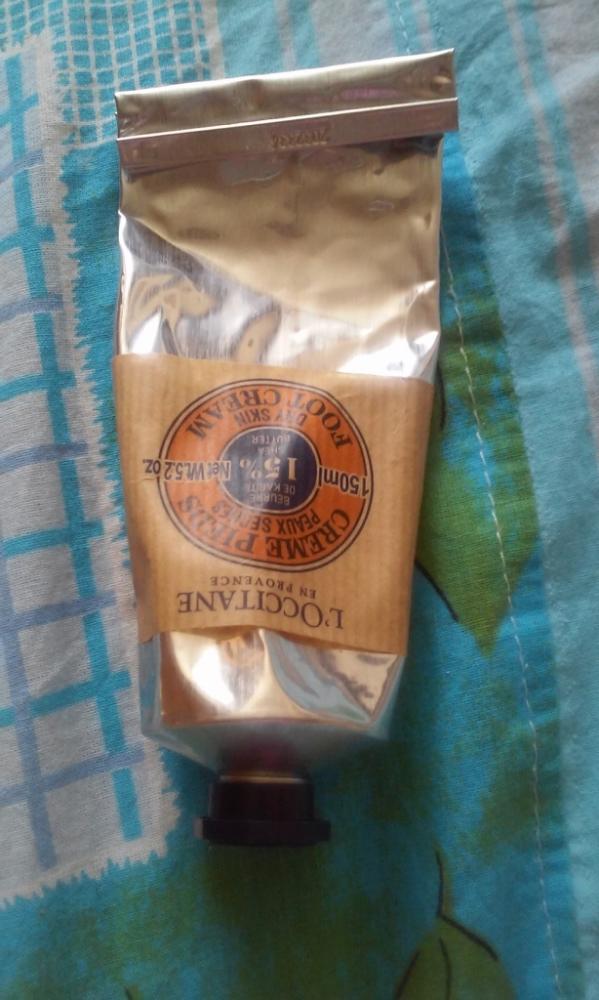 L'OCCITANE
EN PROVENCE
CREME PIEDS
PEAUX SECHES
BEURRE
DE KARITE
150ml
15%
Net Wt.5.2 oz.
SHEA
BUTTER
DRY SKIN
FOOT CREAM